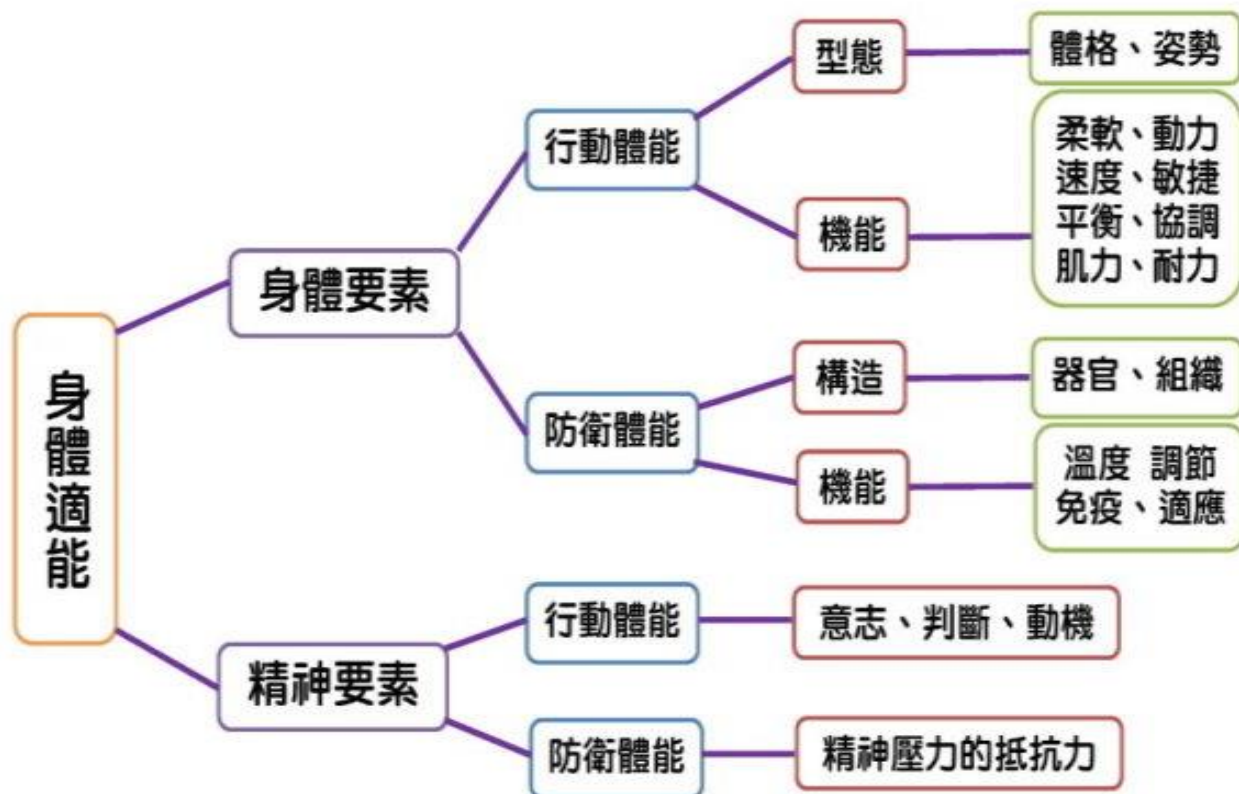 身體適能
身體要素
行動體能
型態
體格、姿勢
機能
柔軟、動力
速度、敏捷
平衡、協調
肌力、耐力
防衛體能
構造
器官、組織
機能
溫度 調節
免疫、適應
精神要素
行動體能
意志、判斷、動機
防衛體能
精神壓力的抵抗力